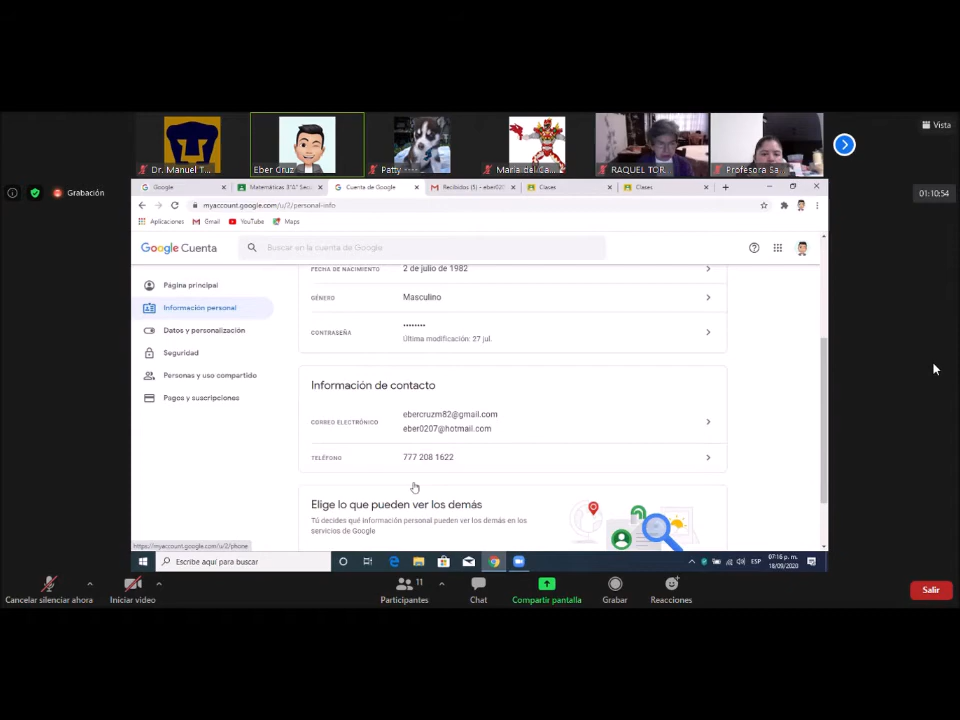 Dr. Manuel T...
Eber Cruz
Patty ----
Maria del Ca...
RAQUEL TOR...
Profesora Sa...
Vista
Grabación
01:10:54
Google
Matemáticas 3°A° Sec
Cuenta de Google
Recibidos (5) - eber0
Clases
Clases
myaccount.google.com/u/2/personal-info
Aplicaciones
Gmail
YouTube
Maps
Google Cuenta
Buscar en la cuenta de Google
FECHA DE NACIMIENTO
2 de julio de 1982
Página principal
GÉNERO
Masculino
Información personal
Datos y personalización
CONTRASEÑA
••••••••
Última modificación: 27 jul.
Seguridad
Personas y uso compartido
Información de contacto
Pagos y suscripciones
CORREO ELECTRÓNICO
ebercruzm82@gmail.com
eber0207@hotmail.com
TELÉFONO
777 208 1622
Elige lo que pueden ver los demás
Tú decides qué información personal pueden ver los demás en los
servicios de Google
https://myaccount.google.com/u/2/phone
Escribe aquí para buscar
ESP
07:16 p. m.
18/09/2020
Cancelar silenciar ahora
Iniciar video
11
Participantes
Chat
Compartir pantalla
Grabar
Reacciones
Salir